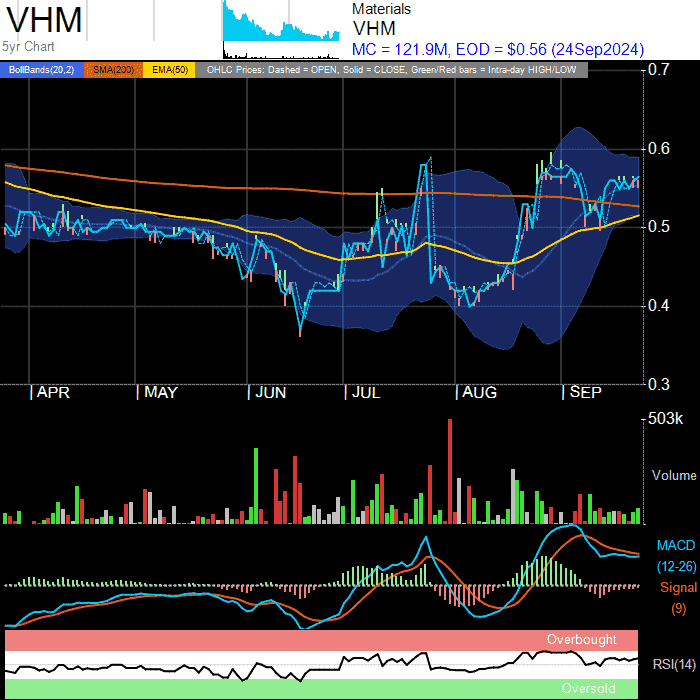 VHM
5yr Chart
Materials
VHM
MC = 121.9M, EOD = $0.56 (24Sep2024)
BollBands(20,2) SMA(200) EMA(50) OHLC Prices: Dashed = OPEN, Solid = CLOSE, Green/Red bars = Intra-day HIGH/LOW
0.7
0.6
0.5
0.4
0.3
| APR | MAY | JUN | JUL | AUG | SEP
503k
Volume
MACD
(12-26)
Signal
(9)
Overbought
RSI(14)
Oversold